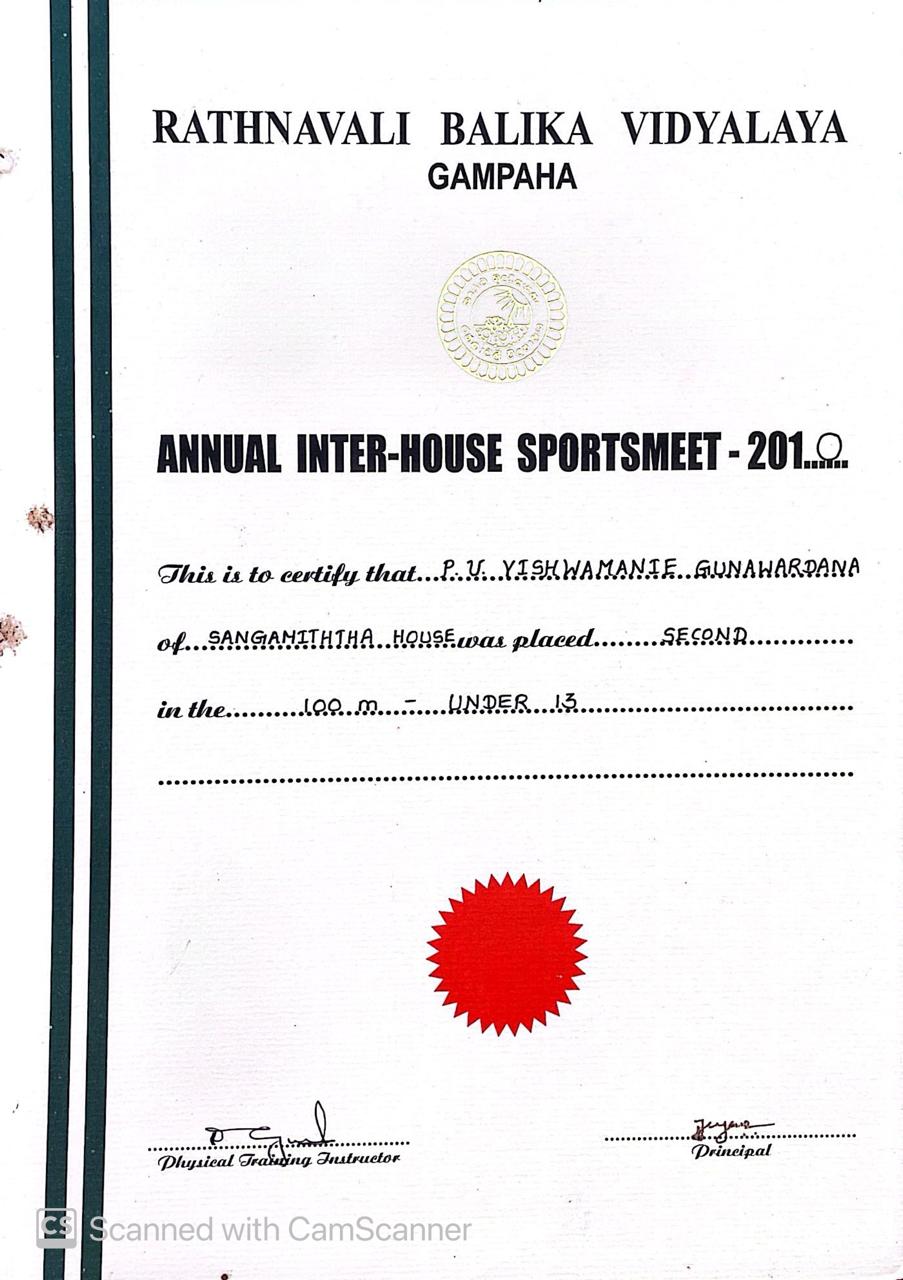 RATHNAVALI BALIKA VIDYALAYA
GAMPAHA
ANNUAL INTER-HOUSE SPORTSMEET - 201...0...
This is to certify that...P. V. VISHWAMANIE GUNAWARDANA
of...SANGAMITHTHA HOUSE was placed.......SECOND...............
in the.........100 m - UNDER 13.......................................
Physical Training Instructor
Principal
CS Scanned with CamScanner